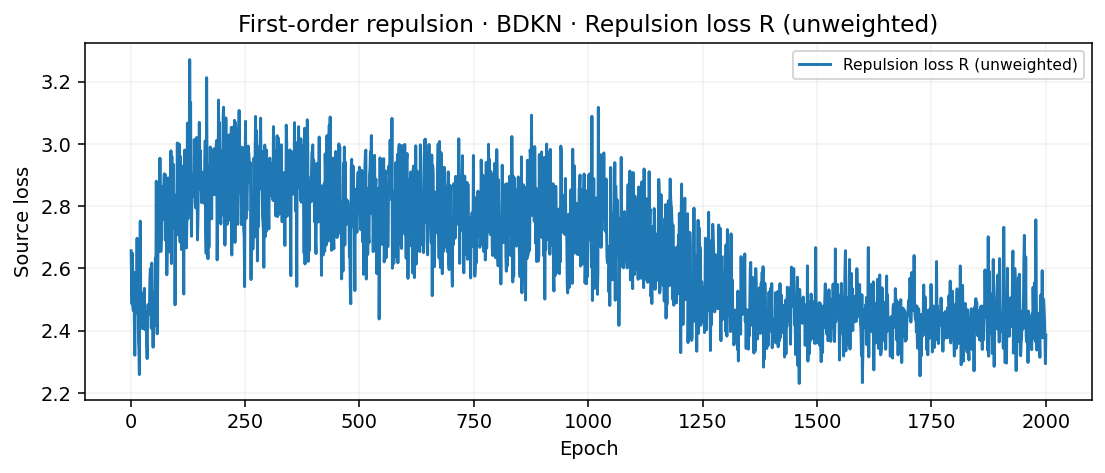 First-order repulsion · BDKN · Repulsion loss R (unweighted)
Repulsion loss R (unweighted)
Source loss
3.2
3.0
2.8
2.6
2.4
2.2
0 250 500 750 1000 1250 1500 1750 2000
Epoch